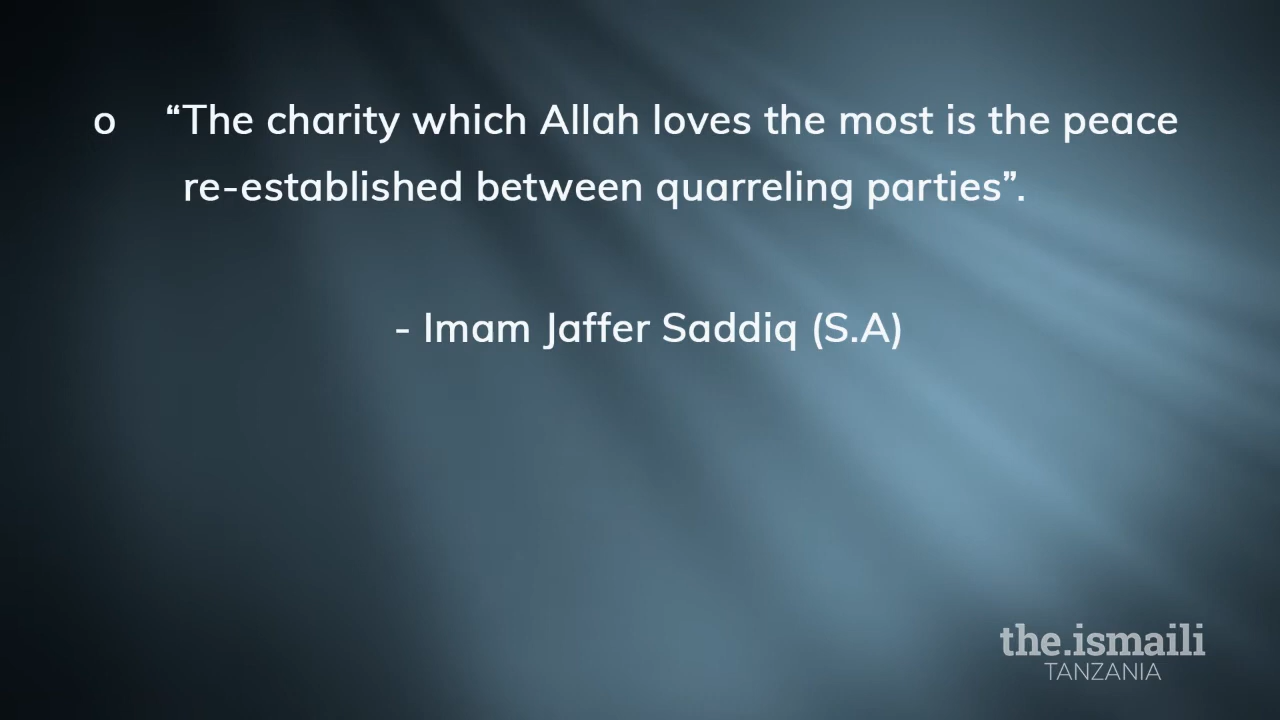 o “The charity which Allah loves the most is the peace
re-established between quarreling parties”.
- Imam Jaffer Saddiq (S.A)
the.ismaili
TANZANIA